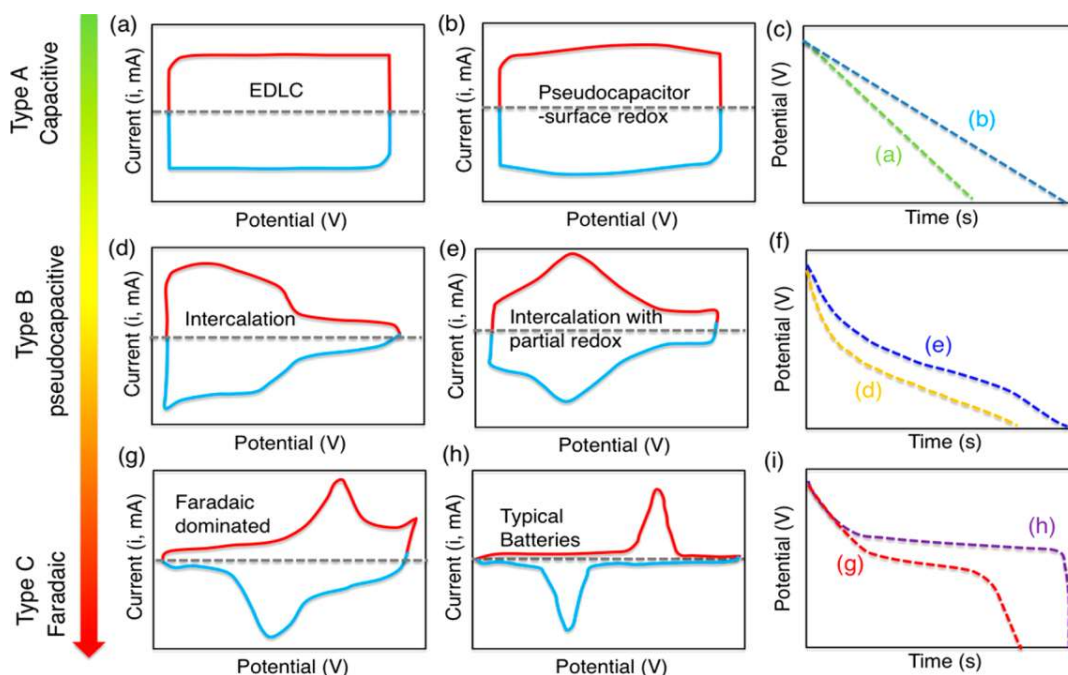 Type A
Capacitive
(a)
Current (i, mA)
EDLC
Potential (V)
(b)
Current (i, mA)
Pseudocapacitor
-surface redox
Potential (V)
(c)
Potential (V)
(b)
(a)
Time (s)
Type B
pseudocapacitive
(d)
Current (i, mA)
Intercalation
Potential (V)
(e)
Current (i, mA)
Intercalation with
partial redox
Potential (V)
(f)
Potential (V)
(e)
(d)
Time (s)
Type C
Faradaic
(g)
Current (i, mA)
Faradaic
dominated
Potential (V)
(h)
Current (i, mA)
Typical
Batteries
Potential (V)
(i)
Potential (V)
(h)
(g)
Time (s)